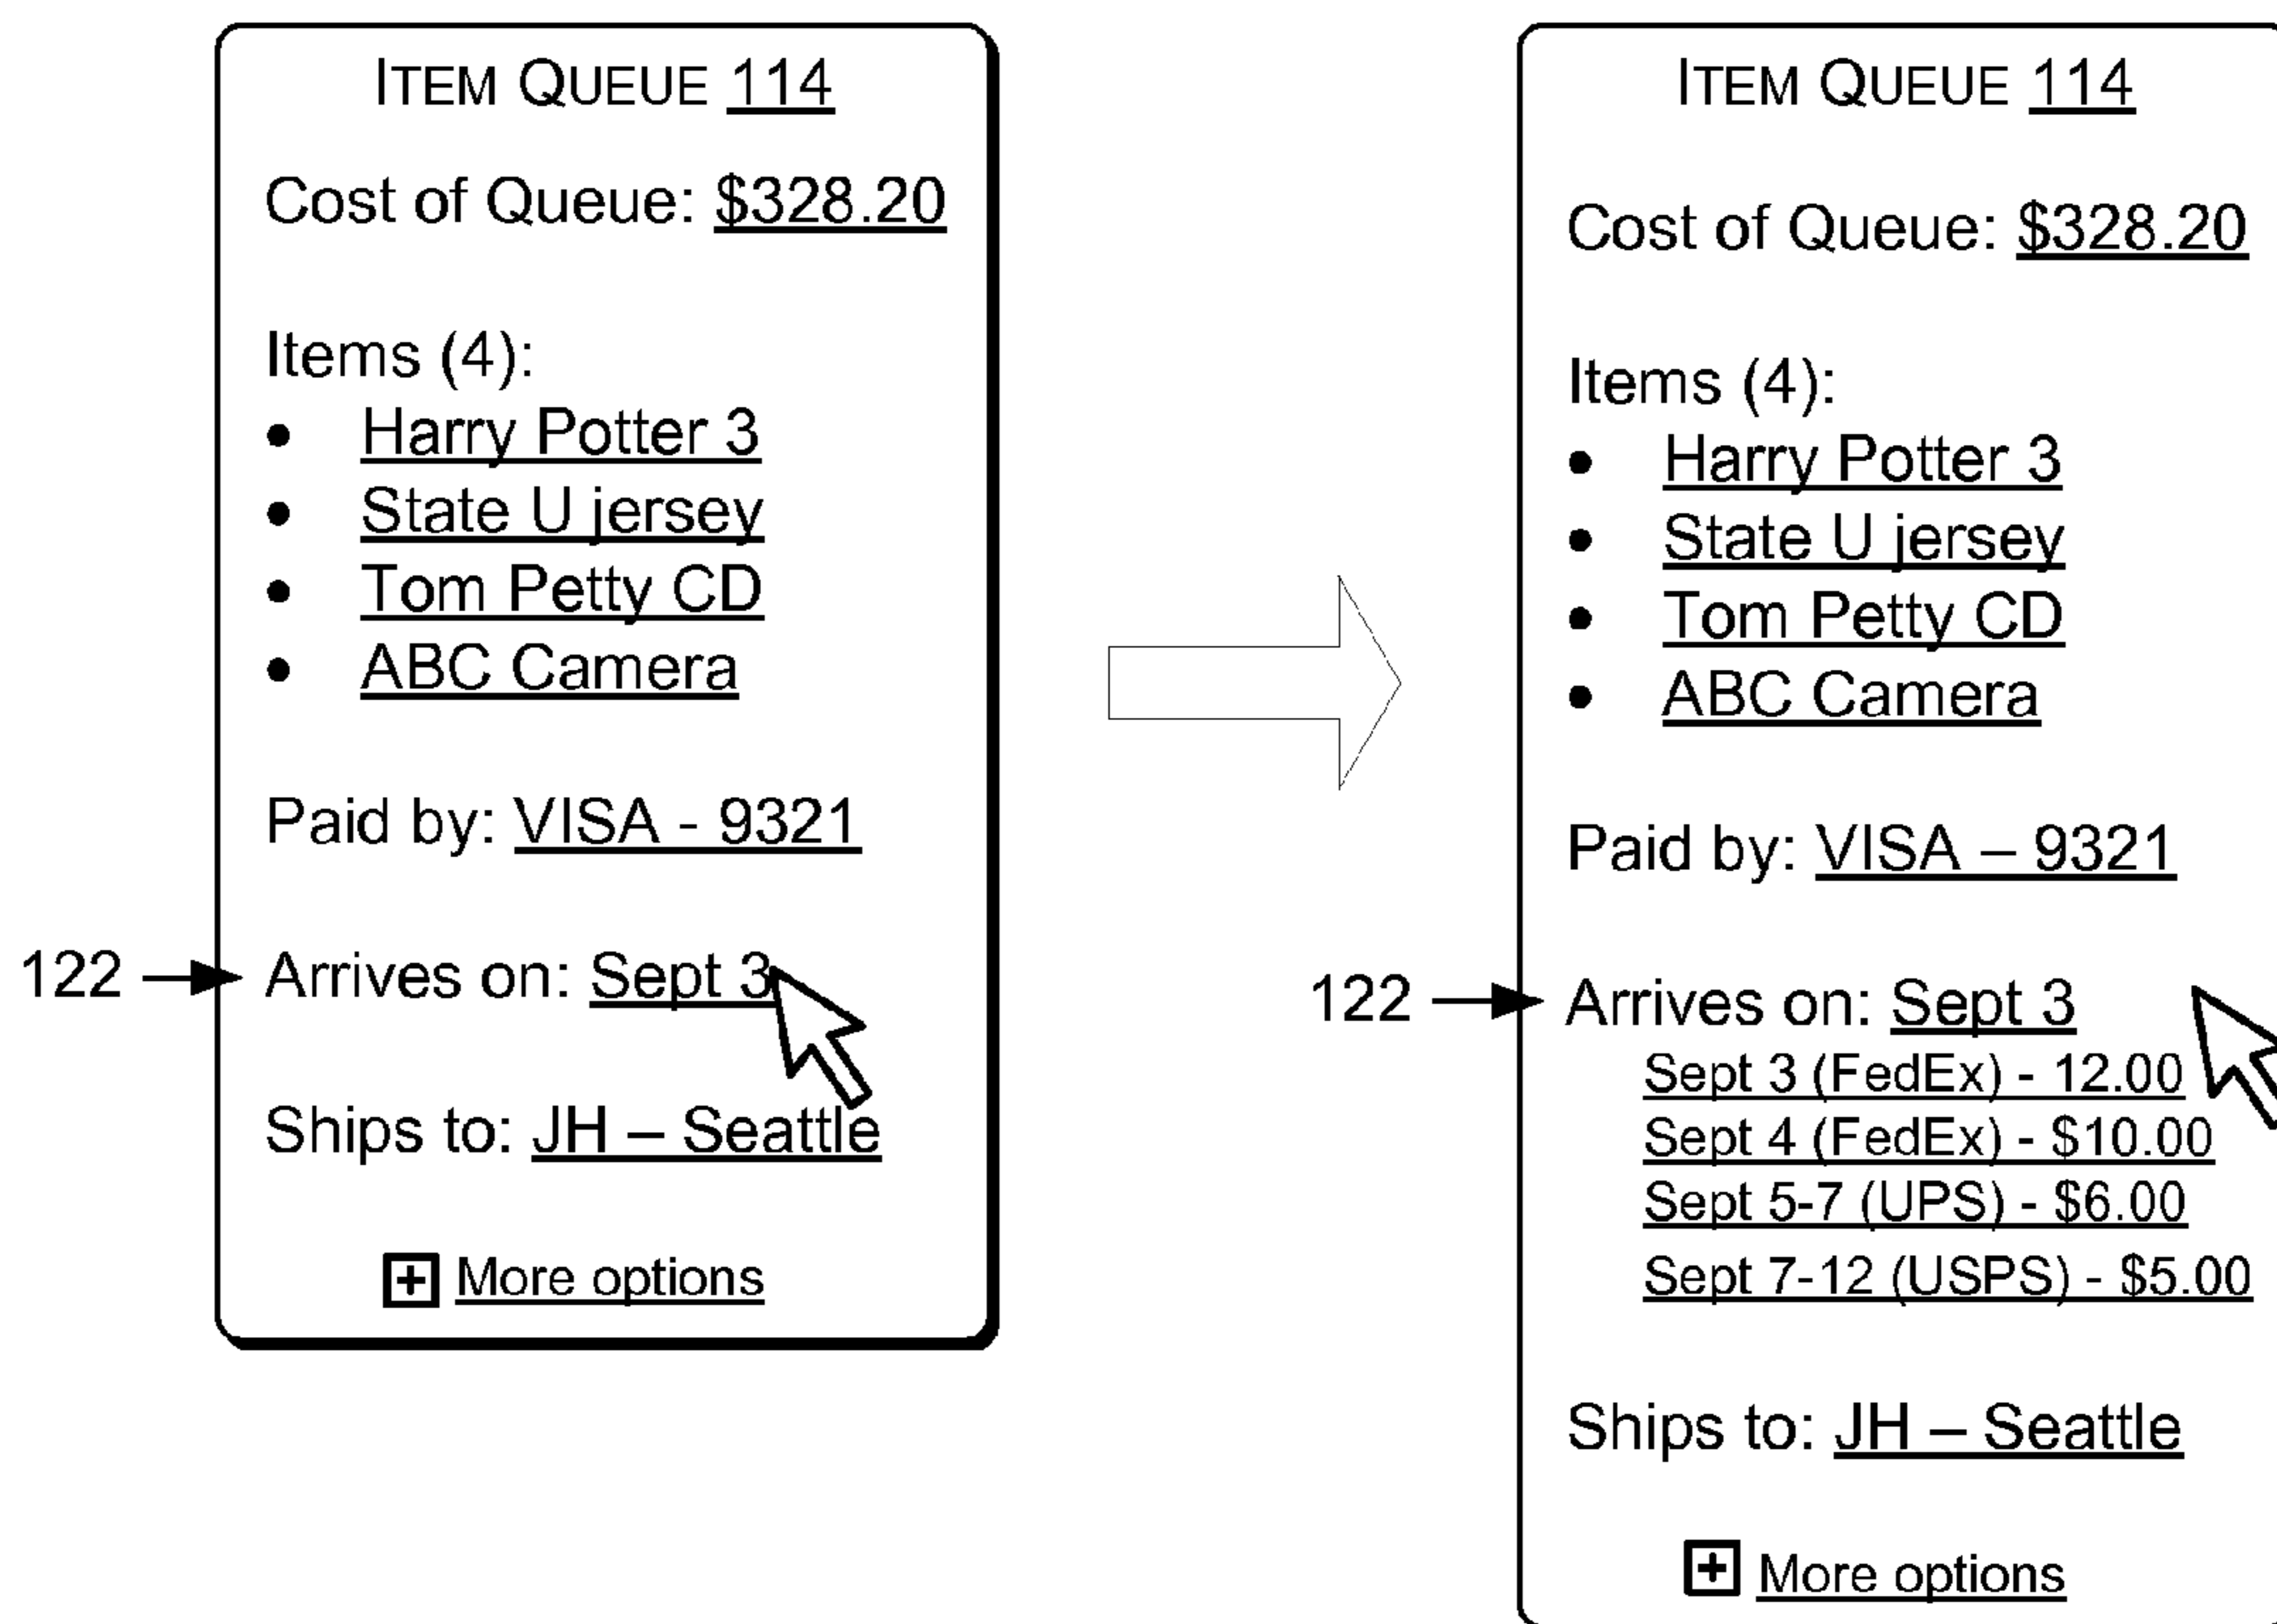 ITEM QUEUE 114
Cost of Queue: $328.20
Items (4):
• Harry Potter 3
• State U jersey
• Tom Petty CD
• ABC Camera
Paid by: VISA - 9321
122
Arrives on: Sept 3
Ships to: JH – Seattle
More options
ITEM QUEUE 114
Cost of Queue: $328.20
Items (4):
• Harry Potter 3
• State U jersey
• Tom Petty CD
• ABC Camera
Paid by: VISA – 9321
122
Arrives on: Sept 3
Sept 3 (FedEx) - 12.00
Sept 4 (FedEx) - $10.00
Sept 5-7 (UPS) - $6.00
Sept 7-12 (USPS) - $5.00
Ships to: JH – Seattle
More options